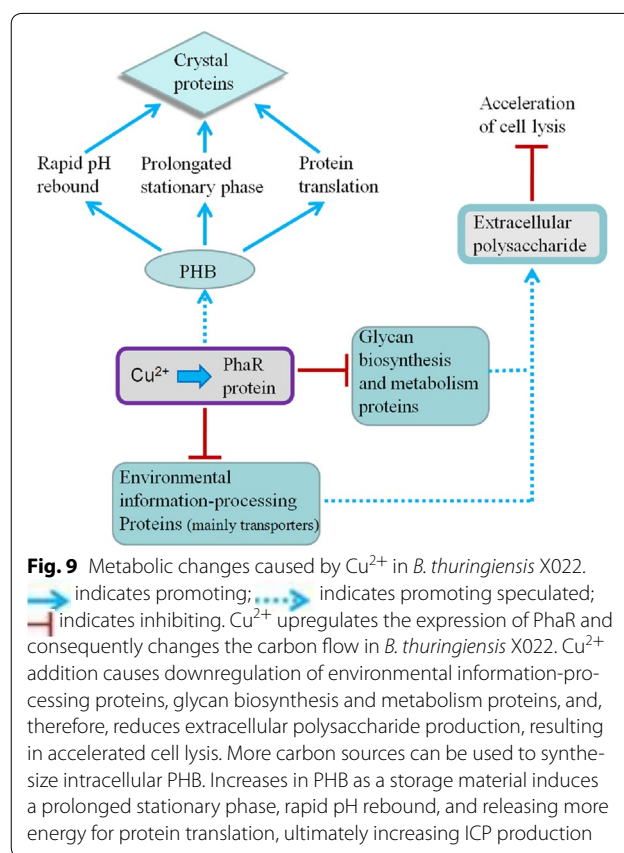 Crystal
proteins
Acceleration
of cell lysis
Rapid pH
rebound
Prolongated
stationary phase
Protein
translation
Extracellular
polysaccharide
PHB
Cu²⁺
PhaR
protein
Glycan
biosynthesis
and metabolism
proteins
Environmental
information-processing
Proteins (mainly transporters)
Fig. 9 Metabolic changes caused by Cu²⁺ in B. thuringiensis X022.
indicates promoting; indicates promoting speculated;
indicates inhibiting. Cu²⁺ upregulates the expression of PhaR and
consequently changes the carbon flow in B. thuringiensis X022. Cu²⁺
addition causes downregulation of environmental information-pro-
cessing proteins, glycan biosynthesis and metabolism proteins, and,
therefore, reduces extracellular polysaccharide production, resulting
in accelerated cell lysis. More carbon sources can be used to synthe-
size intracellular PHB. Increases in PHB as a storage material induces
a prolonged stationary phase, rapid pH rebound, and releasing more
energy for protein translation, ultimately increasing ICP production